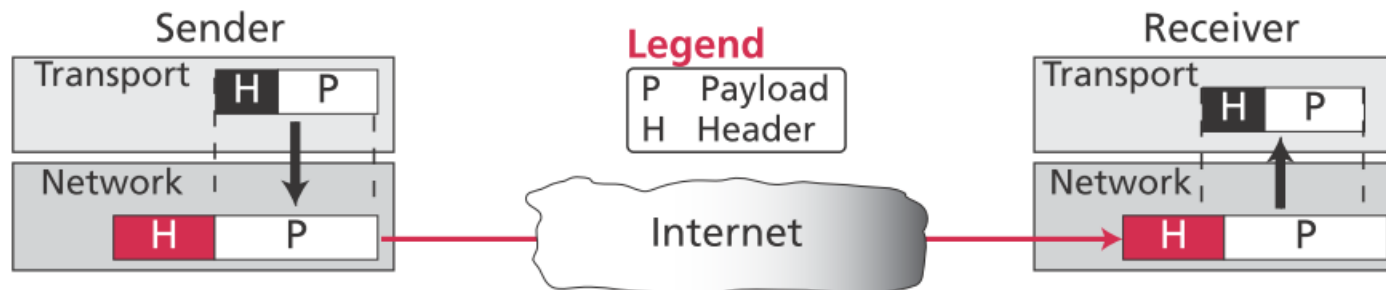 Sender
Transport
H P
Network
H P
Legend
P Payload
H Header
Internet
Receiver
Transport
H P
Network
H P